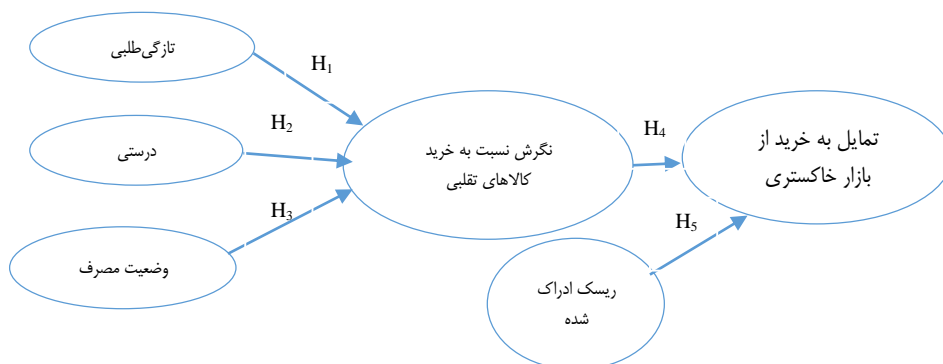 تازگی‌طلبی
H₁
درستی
H₂
نگرش نسبت به خرید
کالاهای تقلبی
H₃
وضعیت مصرف
H₄
تمایل به خرید از
بازار خاکستری
H₅
ریسک ادراک
شده